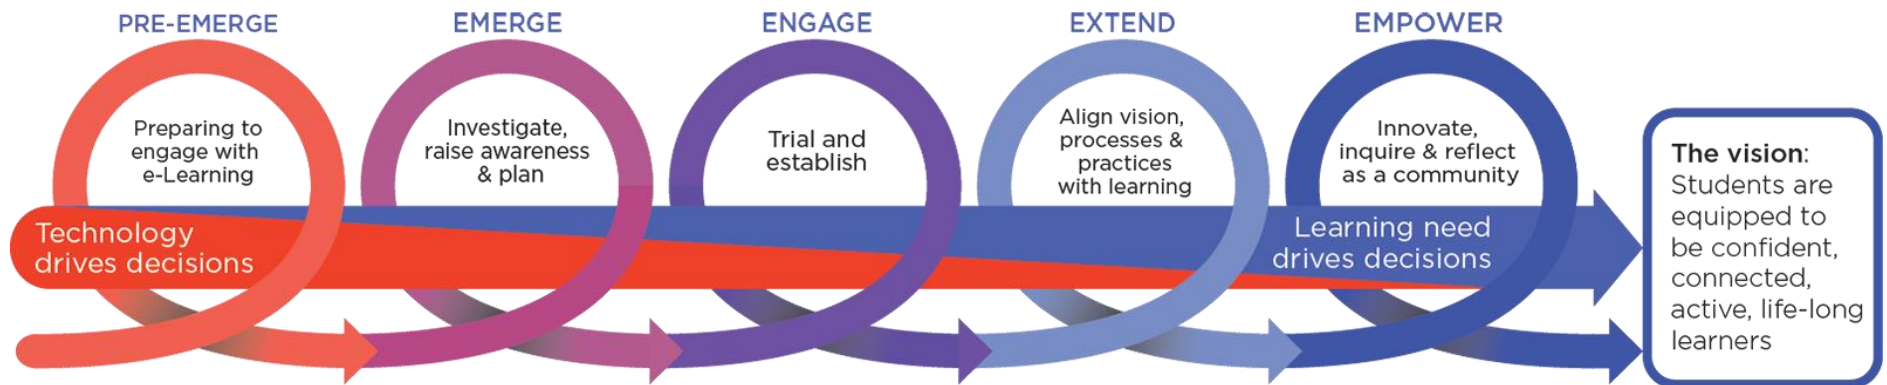 PRE-EMERGE
EMERGE
ENGAGE
EXTEND
EMPOWER
Preparing to
engage with
e-Learning
Investigate,
raise awareness
& plan
Trial and
establish
Align vision,
processes &
practices
with learning
Innovate,
inquire & reflect
as a community
Technology
drives decisions
Learning need
drives decisions
The vision:
Students are
equipped to
be confident,
connected,
active, life-long
learners